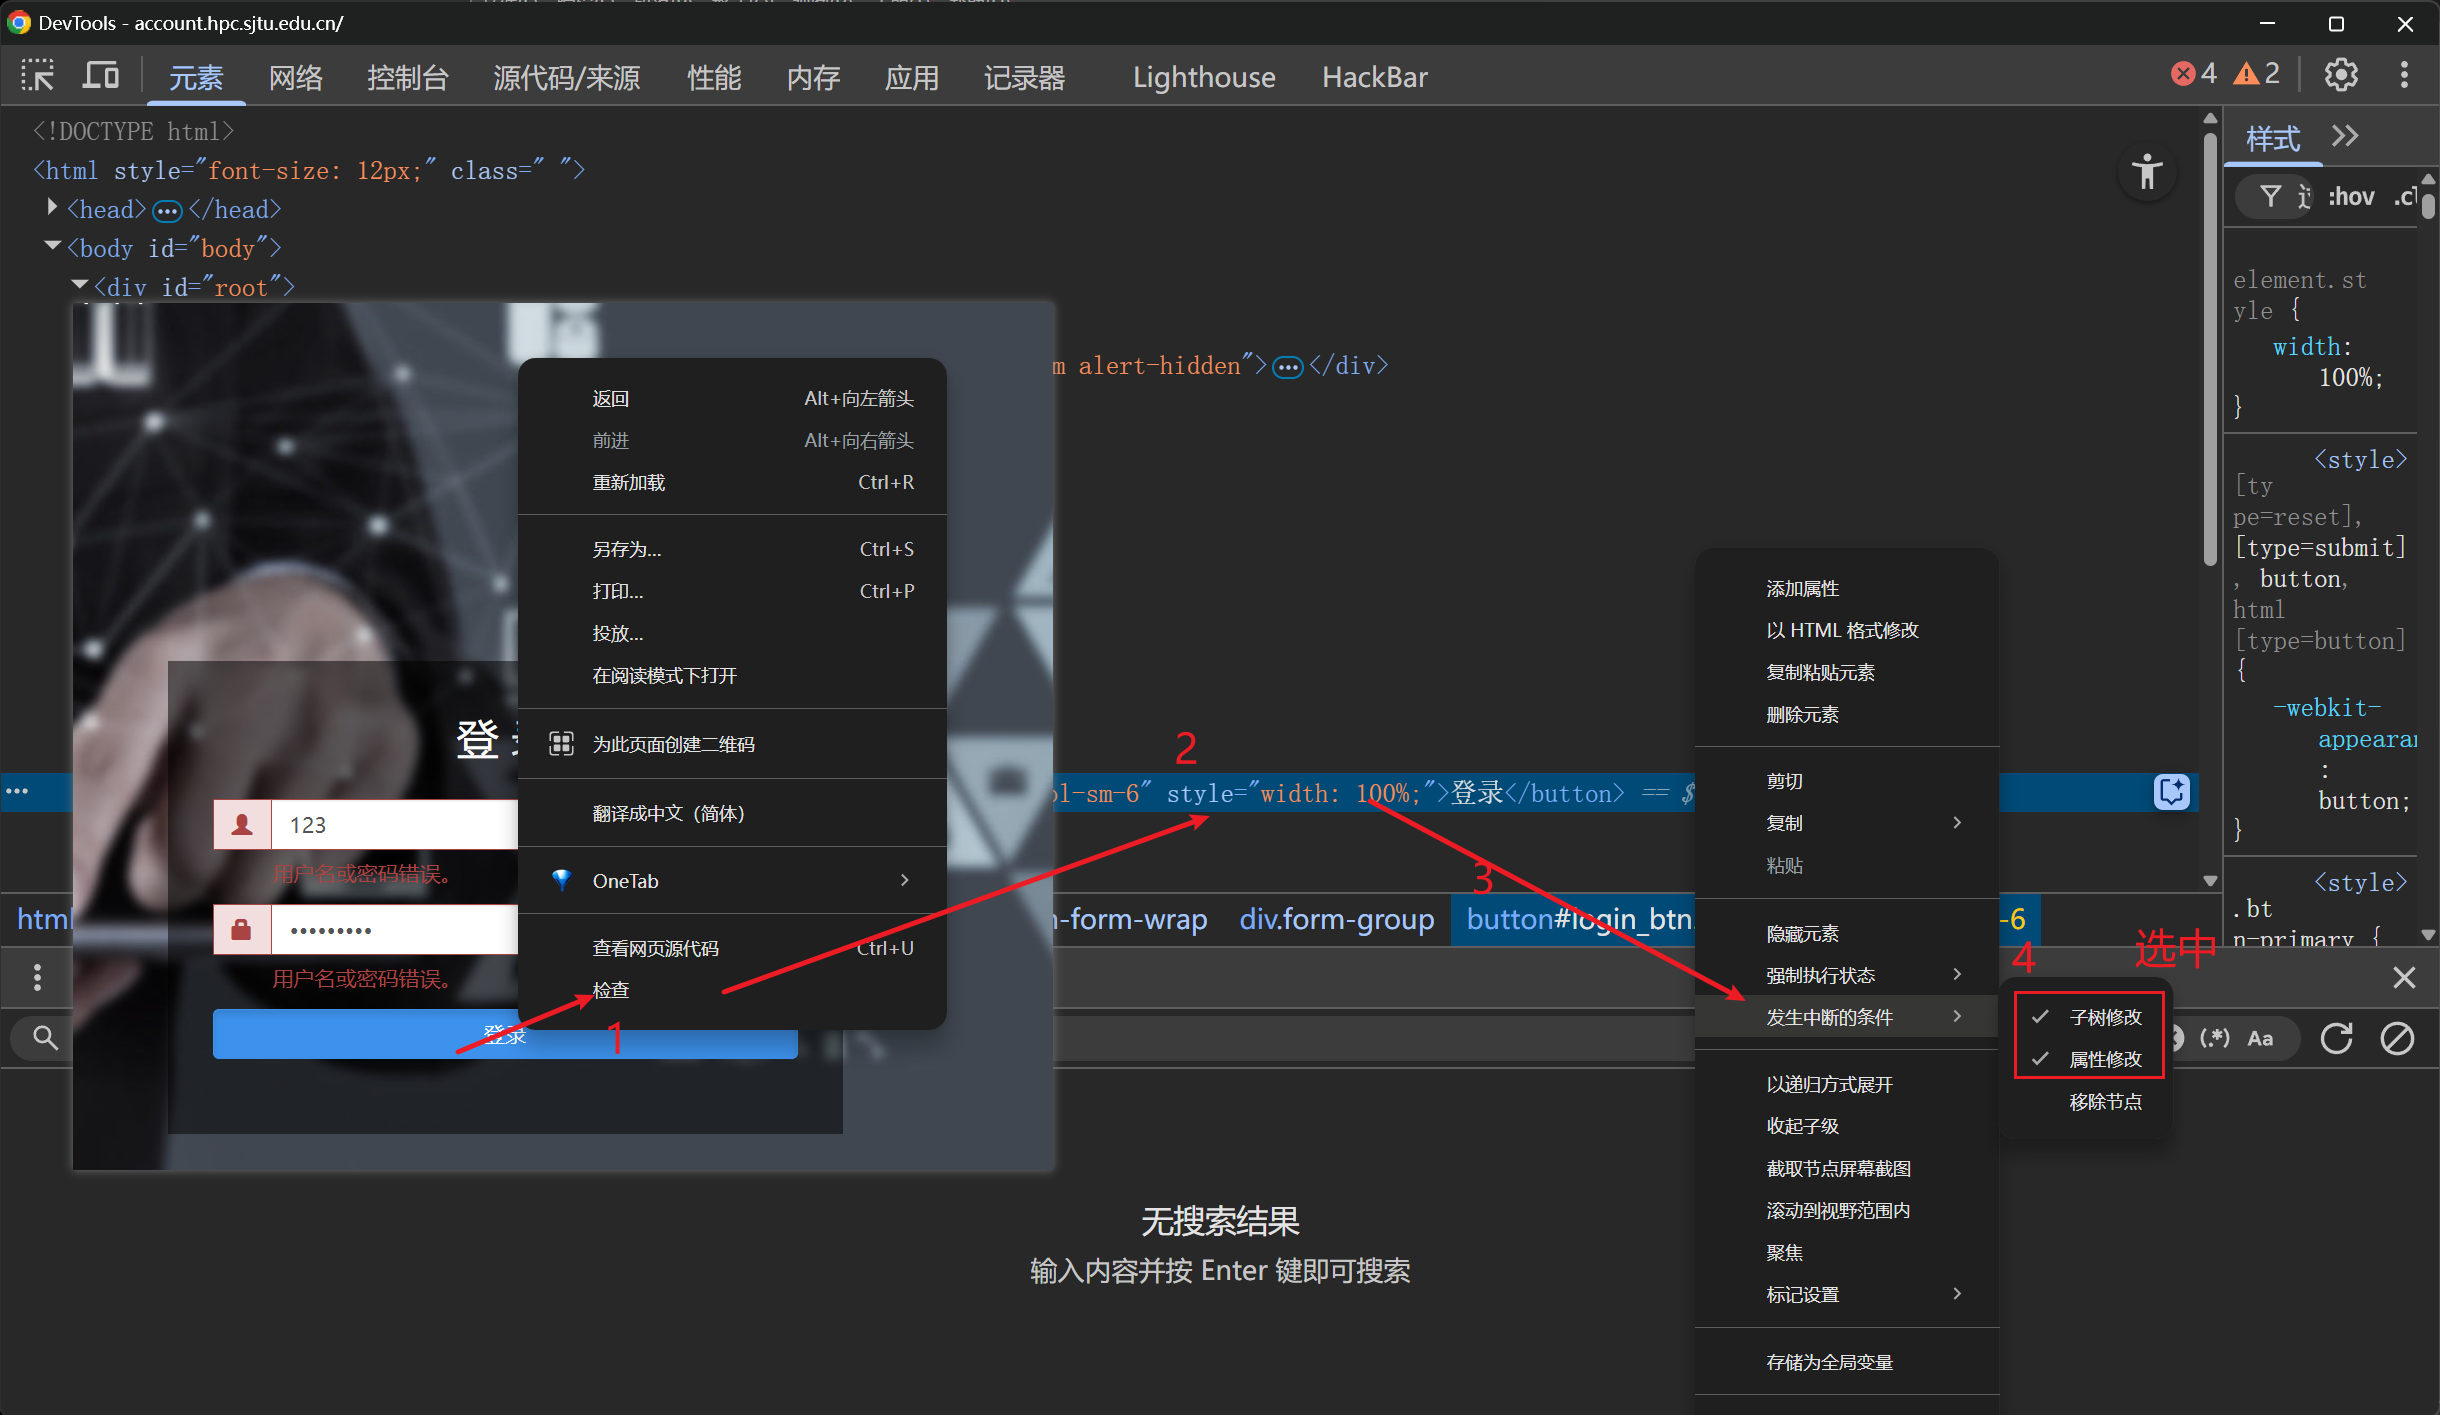 DevTools - account.hpc.sjtu.edu.cn/
元素 网络 控制台 源代码/来源 性能 内存 应用 记录器 Lighthouse HackBar 4 2
<!DOCTYPE html>
<html style="font-size: 12px;" class=" ">
<head>…</head>
<body id="body">
<div id="root">
m alert-hidden">…</div>
返回 Alt+向左箭头
前进 Alt+向右箭头
重新加载 Ctrl+R
另存为... Ctrl+S
打印... Ctrl+P
投放...
在阅读模式下打开
为此页面创建二维码
翻译成中文（简体）
OneTab
查看网页源代码 Ctrl+U
检查
登
123
用户名或密码错误。
•••••••••
用户名或密码错误。
登录
1
2
ol-sm-6" style="width: 100%;">登录</button> == $
3
html
-form-wrap div.form-group button#login_btn. -6
添加属性
以 HTML 格式修改
复制粘贴元素
删除元素
剪切
复制
粘贴
隐藏元素
强制执行状态
发生中断的条件
以递归方式展开
收起子级
截取节点屏幕截图
滚动到视野范围内
聚焦
标记设置
存储为全局变量
4 选中
子树修改
属性修改
移除节点
(.*) Aa
无搜索结果
输入内容并按 Enter 键即可搜索
样式
:hov .cl
element.st
yle {
width:
100%;
}
<style>
[ty
pe=reset],
[type=submit]
, button,
html
[type=button]
{
-webkit-
appearan
:
button;
}
<style>
.bt
n-primary {